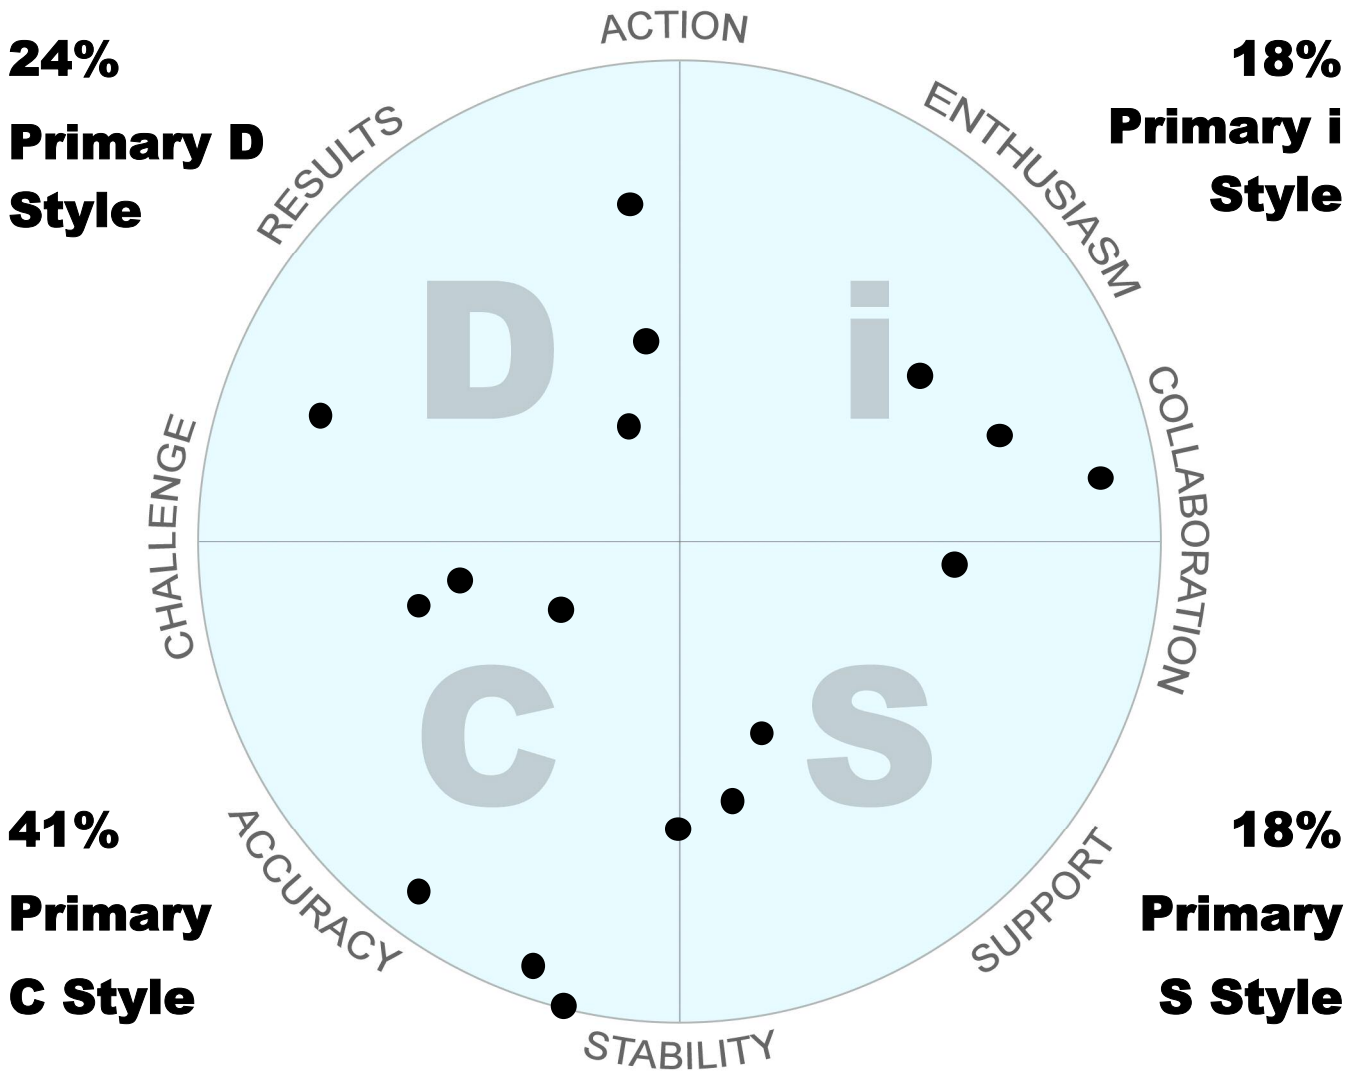 ACTION
24%
Primary D
Style
18%
Primary i
Style
RESULTS
ENTHUSIASM
D
i
CHALLENGE
COLLABORATION
C
S
41%
Primary
C Style
18%
Primary
S Style
ACCURACY
SUPPORT
STABILITY